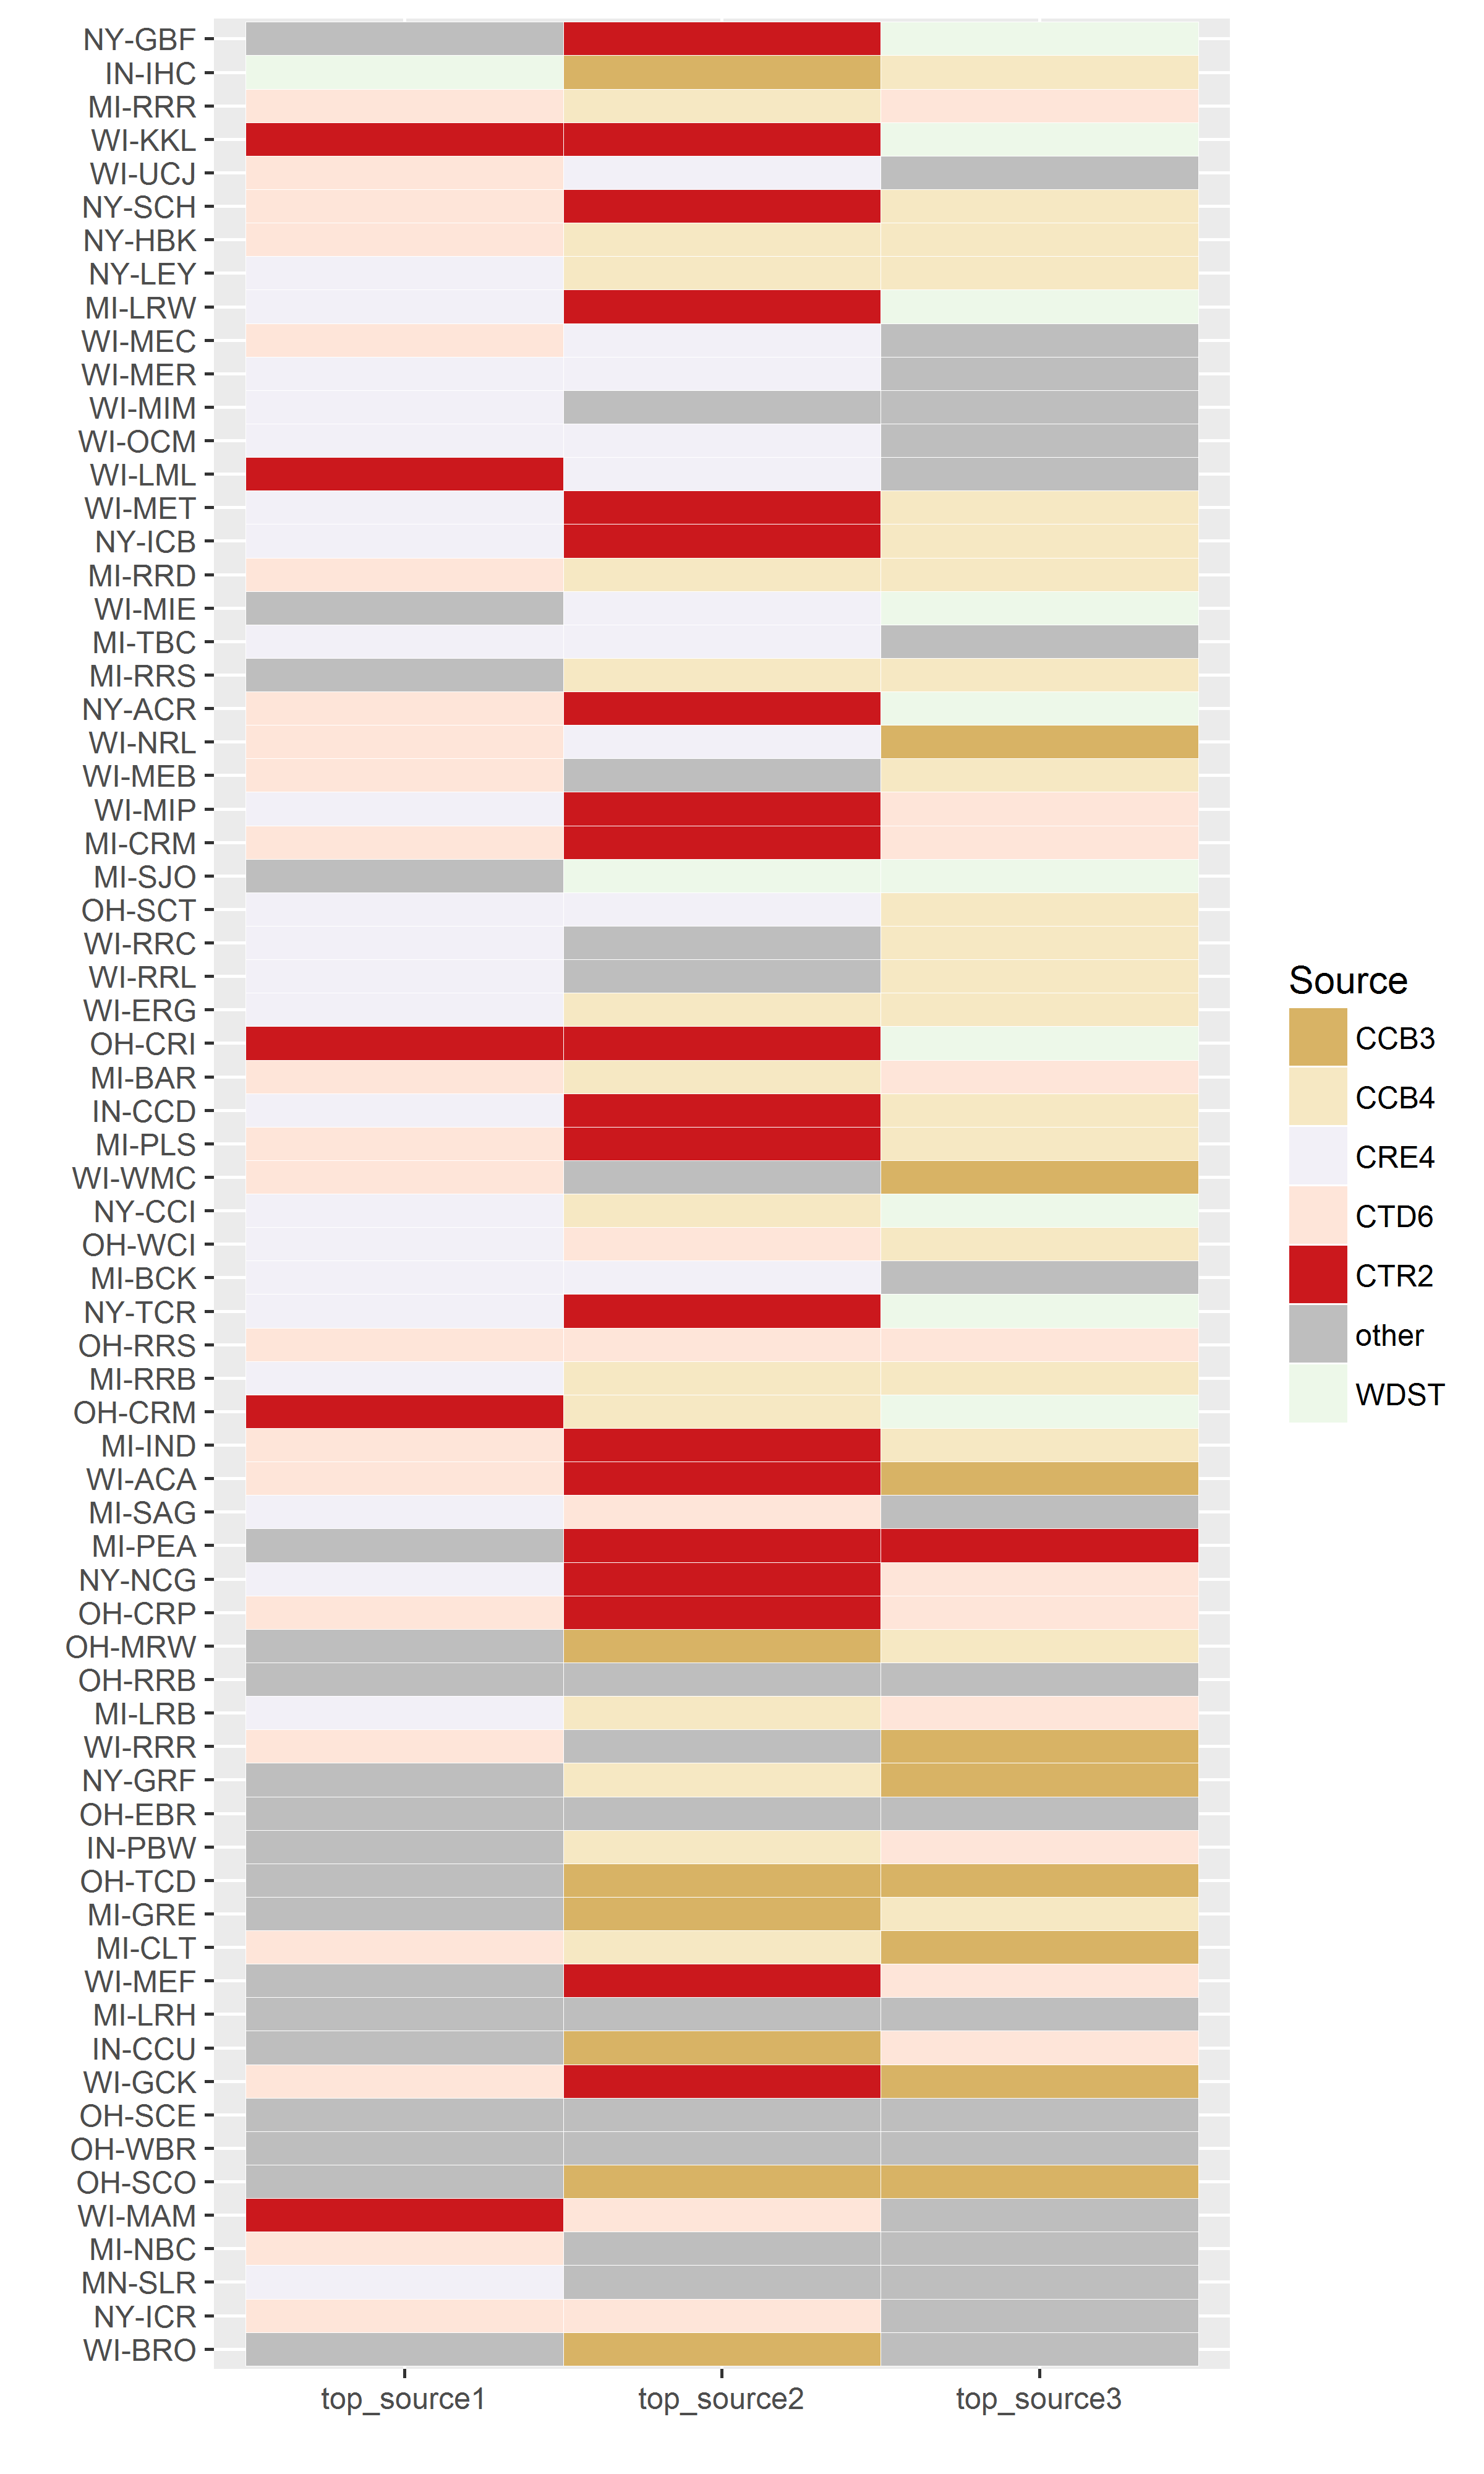 NY-GBF
IN-IHC
MI-RRR
WI-KKL
WI-UCJ
NY-SCH
NY-HBK
NY-LEY
MI-LRW
WI-MEC
WI-MER
WI-MIM
WI-OCM
WI-LML
WI-MET
NY-ICB
MI-RRD
WI-MIE
MI-TBC
MI-RRS
NY-ACR
WI-NRL
WI-MEB
WI-MIP
MI-CRM
MI-SJO
OH-SCT
WI-RRC
WI-RRL
WI-ERG
OH-CRI
MI-BAR
IN-CCD
MI-PLS
WI-WMC
NY-CCI
OH-WCI
MI-BCK
NY-TCR
OH-RRS
MI-RRB
OH-CRM
MI-IND
WI-ACA
MI-SAG
MI-PEA
NY-NCG
OH-CRP
OH-MRW
OH-RRB
MI-LRB
WI-RRR
NY-GRF
OH-EBR
IN-PBW
OH-TCD
MI-GRE
MI-CLT
WI-MEF
MI-LRH
IN-CCU
WI-GCK
OH-SCE
OH-WBR
OH-SCO
WI-MAM
MI-NBC
MN-SLR
NY-ICR
WI-BRO
top_source1 top_source2 top_source3
Source
CCB3
CCB4
CRE4
CTD6
CTR2
other
WDST